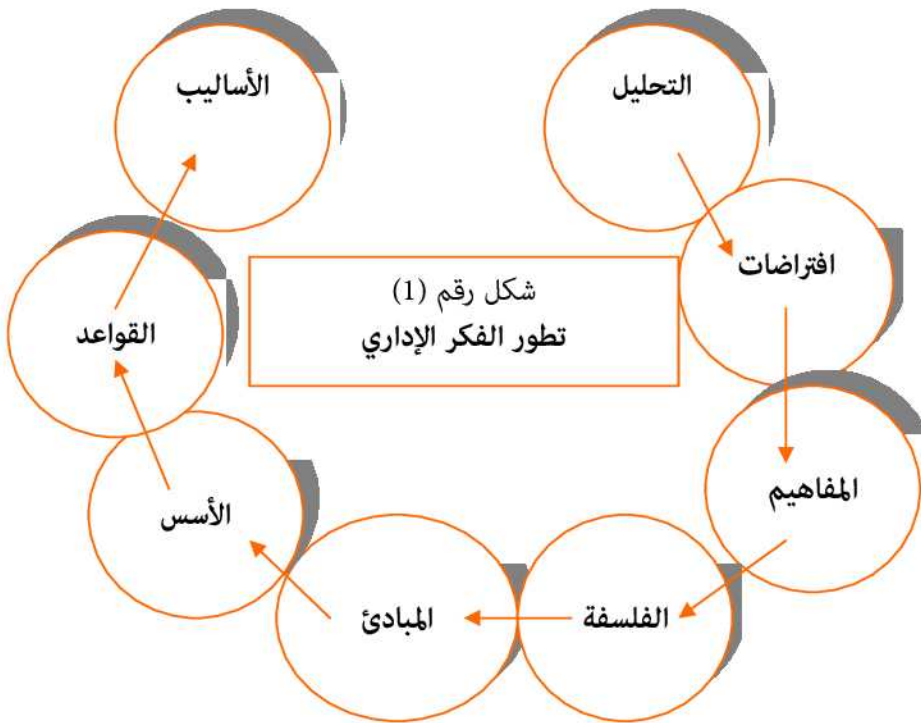 التحليل
افتراضات
المفاهيم
الفلسفة
المبادئ
الأسس
القواعد
الأساليب
شكل رقم (1)
تطور الفكر الإداري